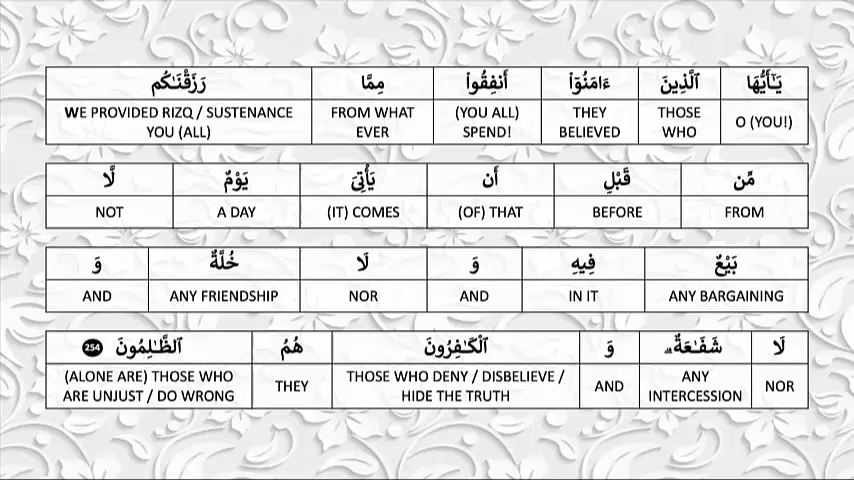 يَـٰٓأَيُّهَا ٱلَّذِينَ ءَامَنُوٓا۟ أَنفِقُوا۟ مِمَّا رَزَقْنَـٰكُم
O (YOU!) THOSE WHO THEY BELIEVED (YOU ALL) SPEND! FROM WHAT EVER WE PROVIDED RIZQ / SUSTENANCE YOU (ALL)
مِّن قَبْلِ أَن يَأْتِىَ يَوْمٌ لَّا
FROM BEFORE (OF) THAT (IT) COMES A DAY NOT
بَيْعٌ فِيهِ وَ لَا خُلَّةٌ وَ
ANY BARGAINING IN IT AND NOR ANY FRIENDSHIP AND
لَا شَفَـٰعَةٌ ۗ وَ ٱلْكَـٰفِرُونَ هُمُ ٱلظَّـٰلِمُونَ 254
NOR ANY INTERCESSION AND THOSE WHO DENY / DISBELIEVE / HIDE THE TRUTH THEY (ALONE ARE) THOSE WHO ARE UNJUST / DO WRONG